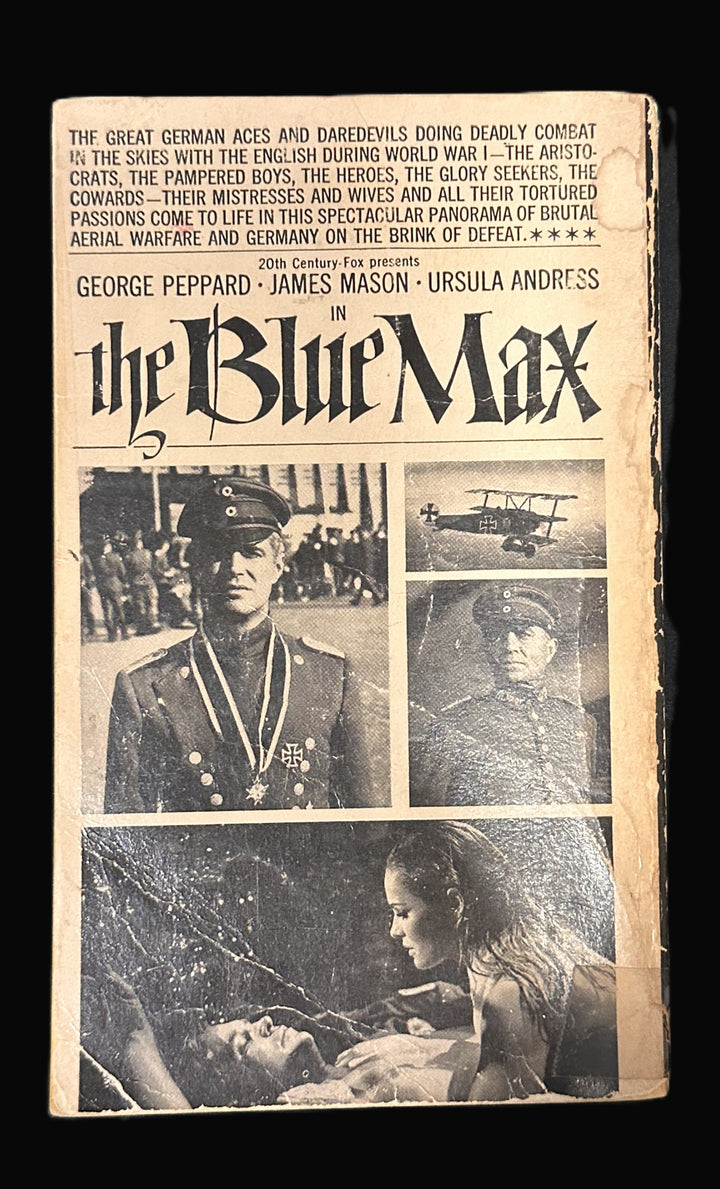 THE GREAT GERMAN ACES AND DAREDEVILS DOING DEADLY COMBAT
IN THE SKIES WITH THE ENGLISH DURING WORLD WAR I—THE ARISTO-
CRATS, THE PAMPERED BOYS, THE HEROES, THE GLORY SEEKERS, THE
COWARDS—THEIR MISTRESSES AND WIVES AND ALL THEIR TORTURED
PASSIONS COME TO LIFE IN THIS SPECTACULAR PANORAMA OF BRUTAL
AERIAL WARFARE AND GERMANY ON THE BRINK OF DEFEAT.✶✶✶✶
20th Century-Fox presents
GEORGE PEPPARD · JAMES MASON · URSULA ANDRESS
IN
the Blue Max